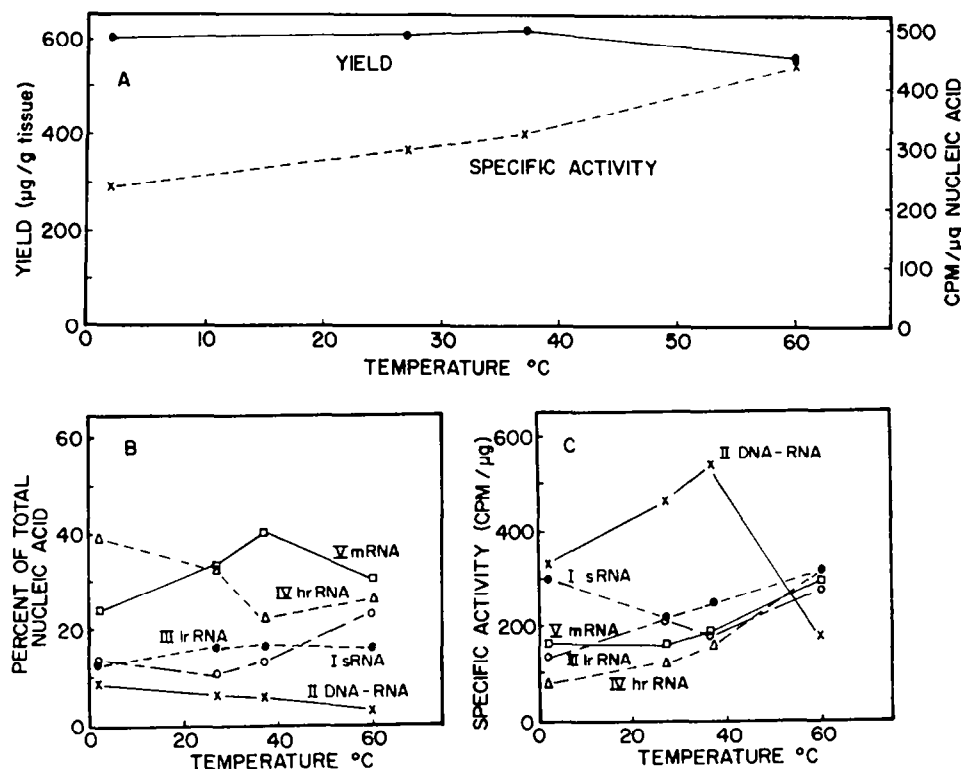 A
YIELD
SPECIFIC ACTIVITY
YIELD (µg/g tissue)
600
400
200
0
CPM/µg NUCLEIC ACID
500
400
300
200
100
0
0 10 20 30 40 50 60
TEMPERATURE °C
B
PERCENT OF TOTAL
NUCLEIC ACID
60
40
20
0
V mRNA
IV hr RNA
III lr RNA
I sRNA
II DNA-RNA
0 20 40 60
TEMPERATURE °C
C
SPECIFIC ACTIVITY (CPM/µg)
600
400
200
0
II DNA-RNA
I sRNA
V mRNA
III lr RNA
IV hr RNA
0 20 40 60
TEMPERATURE °C